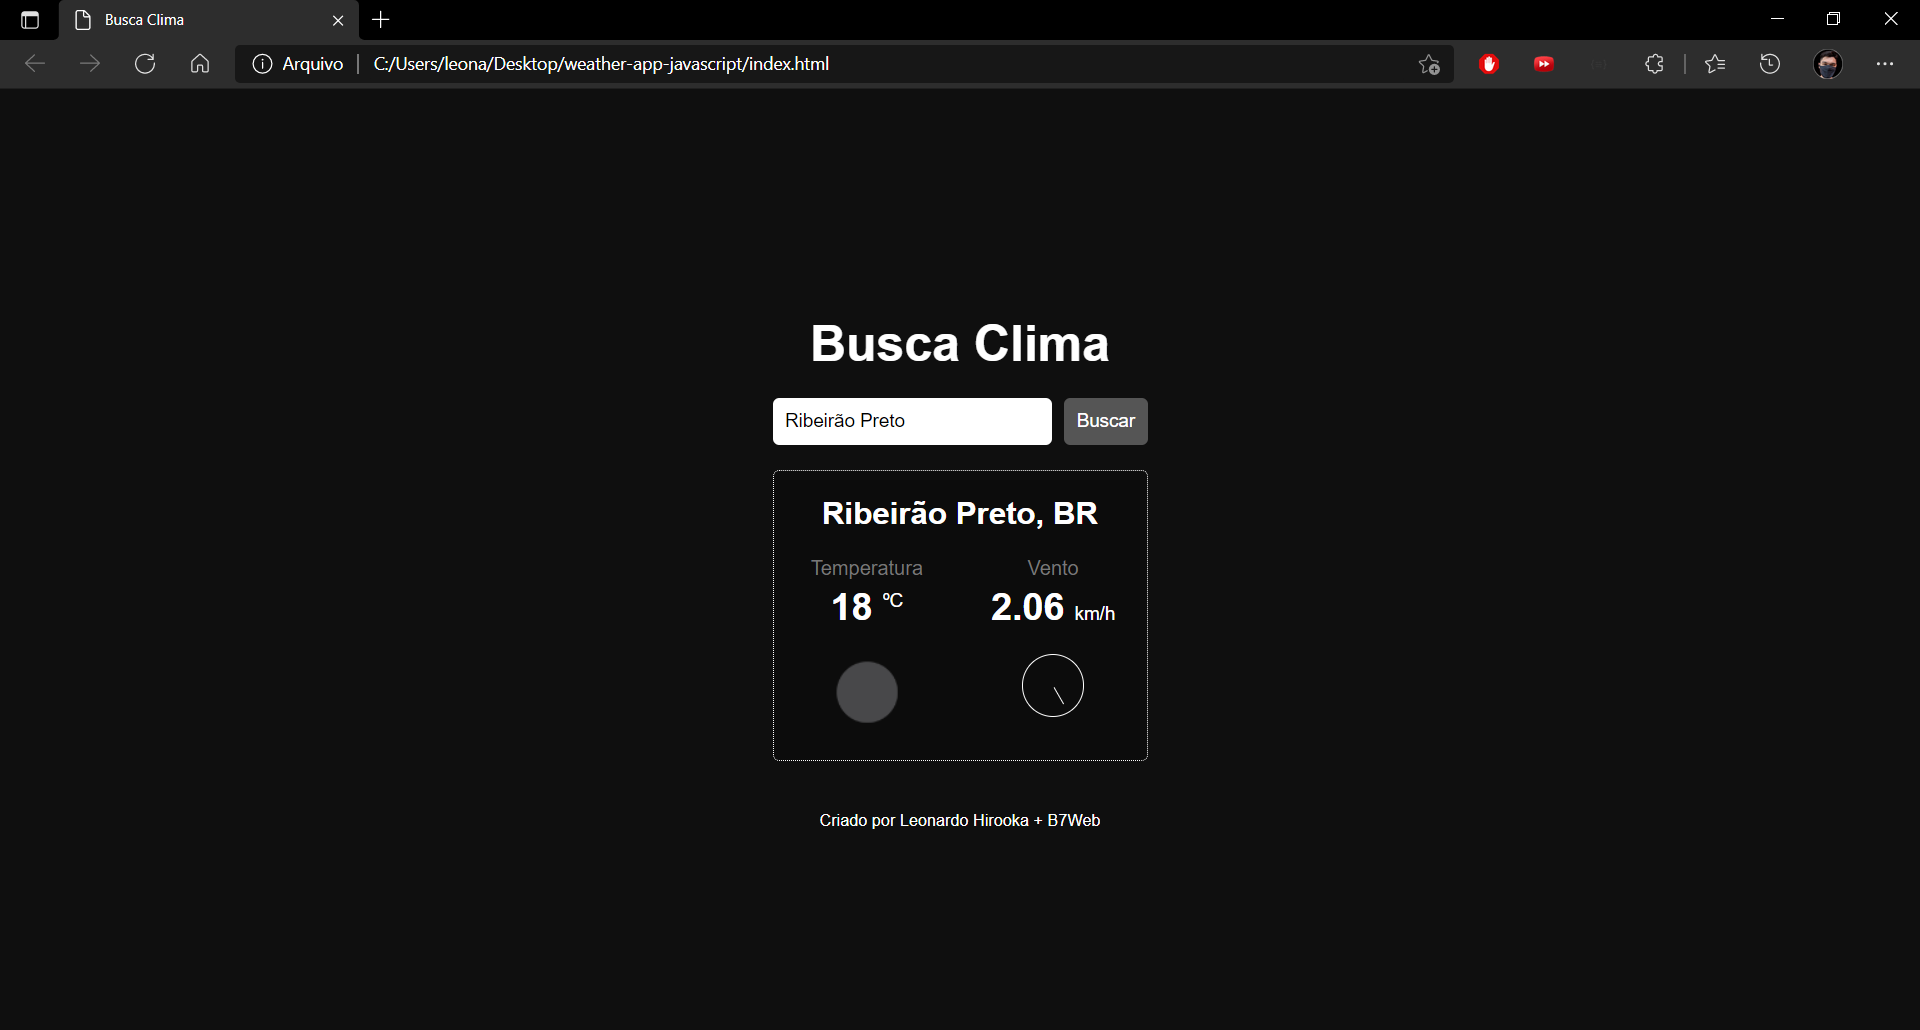 Busca Clima
Arquivo
C:/Users/leona/Desktop/weather-app-javascript/index.html
Busca Clima
Ribeirão Preto
Buscar
Ribeirão Preto, BR
Temperatura
Vento
18 ºC
2.06 km/h
Criado por Leonardo Hirooka + B7Web